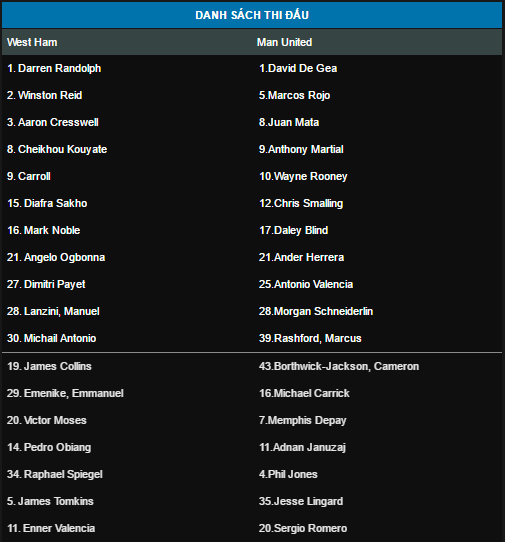 DANH SÁCH THI ĐẤU
West Ham Man United
1. Darren Randolph 1.David De Gea
2. Winston Reid 5.Marcos Rojo
3. Aaron Cresswell 8.Juan Mata
8. Cheikhou Kouyate 9.Anthony Martial
9. Carroll 10.Wayne Rooney
15. Diafra Sakho 12.Chris Smalling
16. Mark Noble 17.Daley Blind
21. Angelo Ogbonna 21.Ander Herrera
27. Dimitri Payet 25.Antonio Valencia
28. Lanzini, Manuel 28.Morgan Schneiderlin
30. Michail Antonio 39.Rashford, Marcus
19. James Collins 43.Borthwick-Jackson, Cameron
29. Emenike, Emmanuel 16.Michael Carrick
20. Victor Moses 7.Memphis Depay
14. Pedro Obiang 11.Adnan Januzaj
34. Raphael Spiegel 4.Phil Jones
5. James Tomkins 35.Jesse Lingard
11. Enner Valencia 20.Sergio Romero